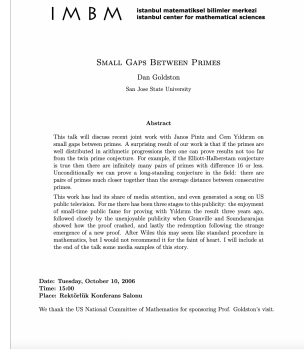 I M B M
istanbul matematiksel bilimler merkezi
istanbul center for mathematical sciences
SMALL GAPS BETWEEN PRIMES
Dan Goldston
San Jose State University
Abstract
This talk will discuss recent joint work with Janos Pintz and Cem Yıldırım on
small gaps between primes. A surprising result of our work is that if the primes are
well distributed in arithmetic progressions then one can prove results not too far
from the twin prime conjecture. For example, if the Elliott-Halberstam conjecture
is true then there are infinitely many pairs of primes with difference 16 or less.
Unconditionally we can prove a long-standing conjecture in the field: there are
pairs of primes much closer together than the average distance between consecutive
primes.
This work has had its share of media attention, and even generated a song on US
public television. For me there has been three stages to this publicity: the enjoyment
of small-time public fame for proving with Yıldırım the result three years ago,
followed closely by the unenjoyable publicity when Granville and Soundararajan
showed how the proof crashed, and lastly the redemption following the strange
emergence of a new proof. After Wiles this may seem like standard procedure in
mathematics, but I would not recommend it for the faint of heart. I will include at
the end of the talk some media samples of this story.
Date: Tuesday, October 10, 2006
Time: 15:00
Place: Rektörlük Konferans Salonu
We thank the US National Committee of Mathematics for sponsoring Prof. Goldston's visit.